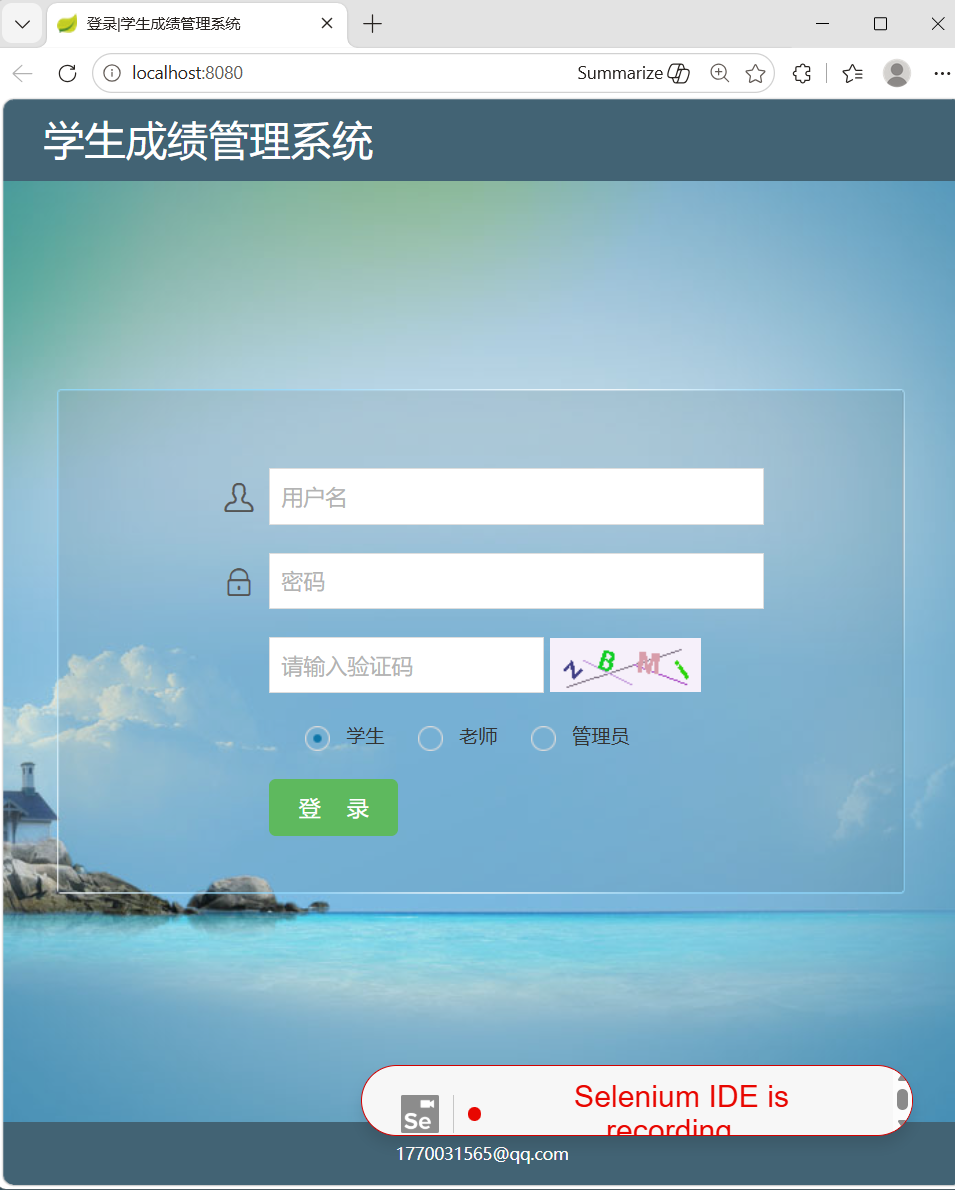 登录|学生成绩管理系统
localhost:8080
Summarize
学生成绩管理系统
用户名
密码
请输入验证码
学生 老师 管理员
登 录
Se
Selenium IDE is
recording
1770031565@qq.com